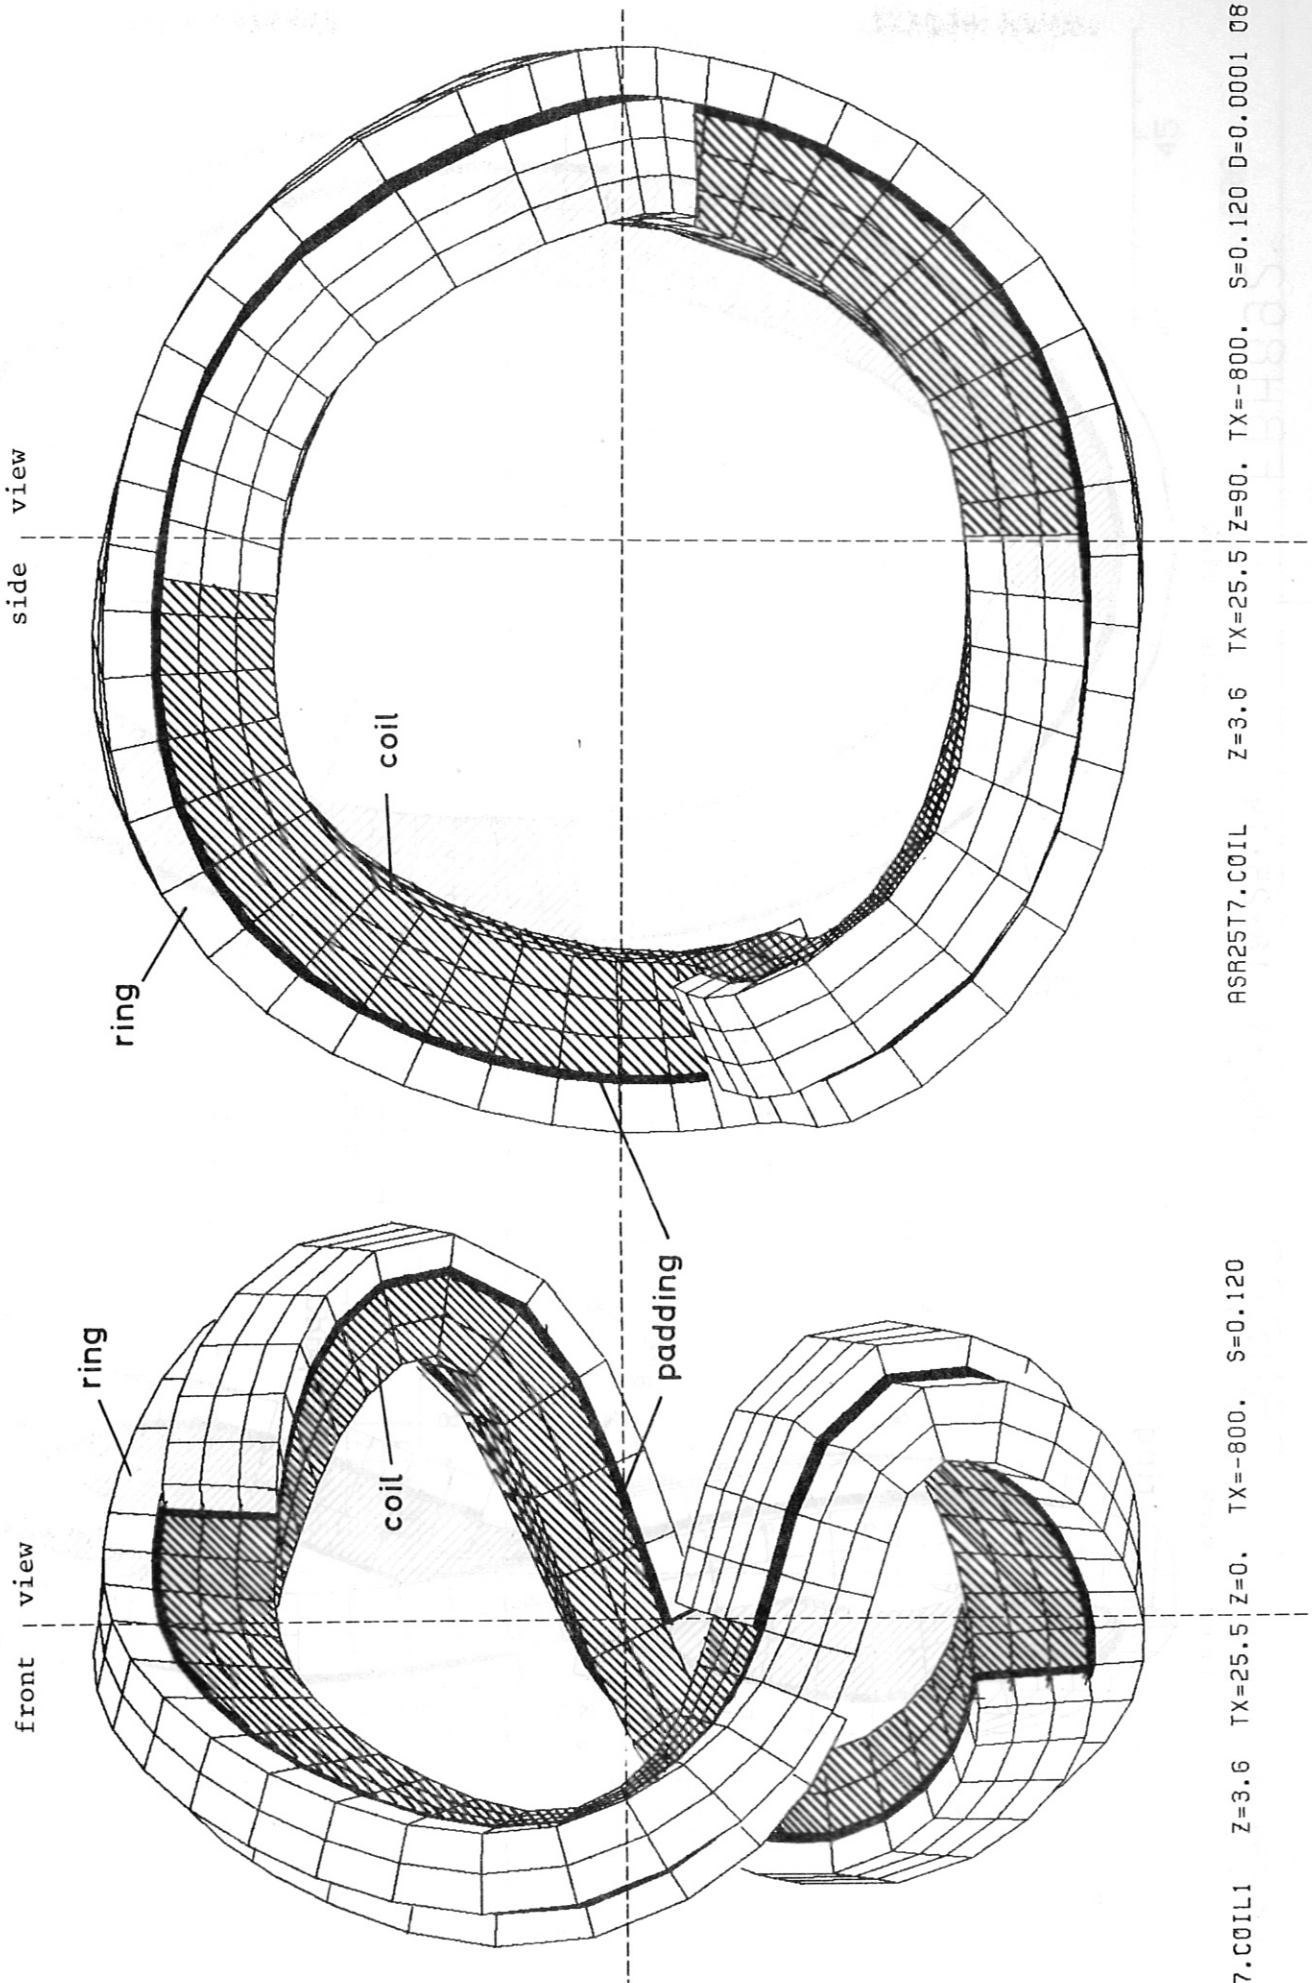 side view
ring
coil
padding
front view
ring
coil
ASR25T7.COIL Z=3.6 TX=25.5 Z=90. TX=-800. S=0.120 D=0.0001 08
7.COIL1 Z=3.6 TX=25.5 Z=0. TX=-800. S=0.120